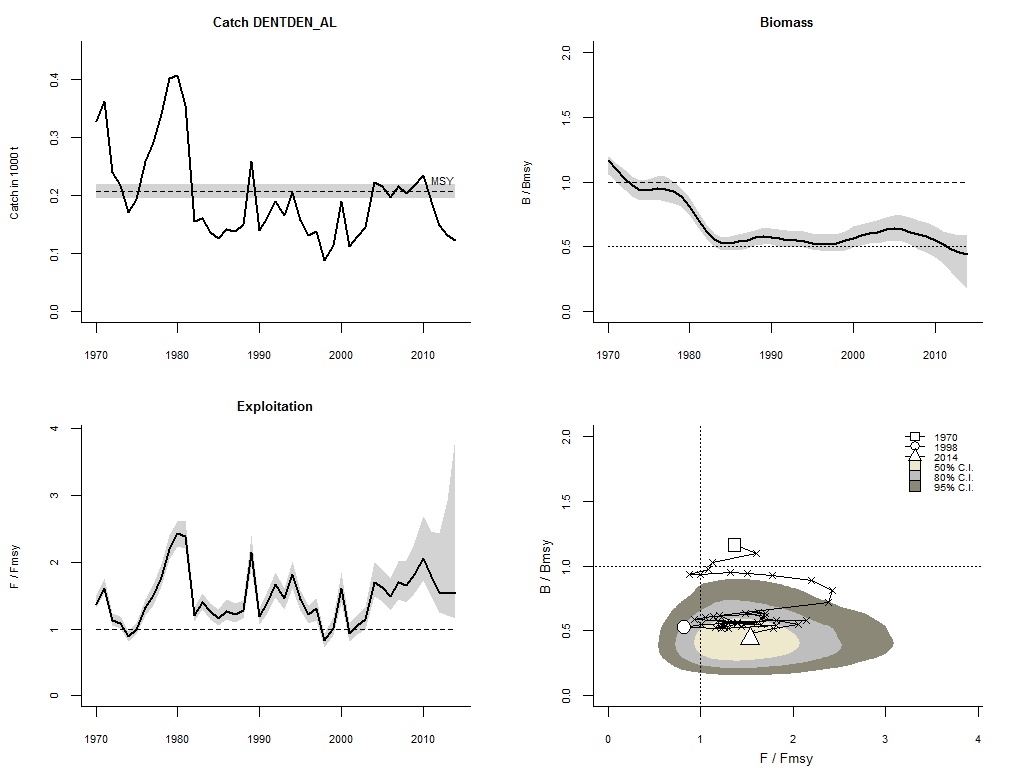 Catch DENTDEN_AL
Catch in 1000 t
0.0 0.1 0.2 0.3 0.4
MSY
1970 1980 1990 2000 2010
Biomass
B / Bmsy
0.0 0.5 1.0 1.5 2.0
1970 1980 1990 2000 2010
Exploitation
F / Fmsy
0 1 2 3 4
1970 1980 1990 2000 2010
B / Bmsy
0.0 0.5 1.0 1.5 2.0
1970
1998
2014
50% C.I.
80% C.I.
95% C.I.
0 1 2 3 4
F / Fmsy